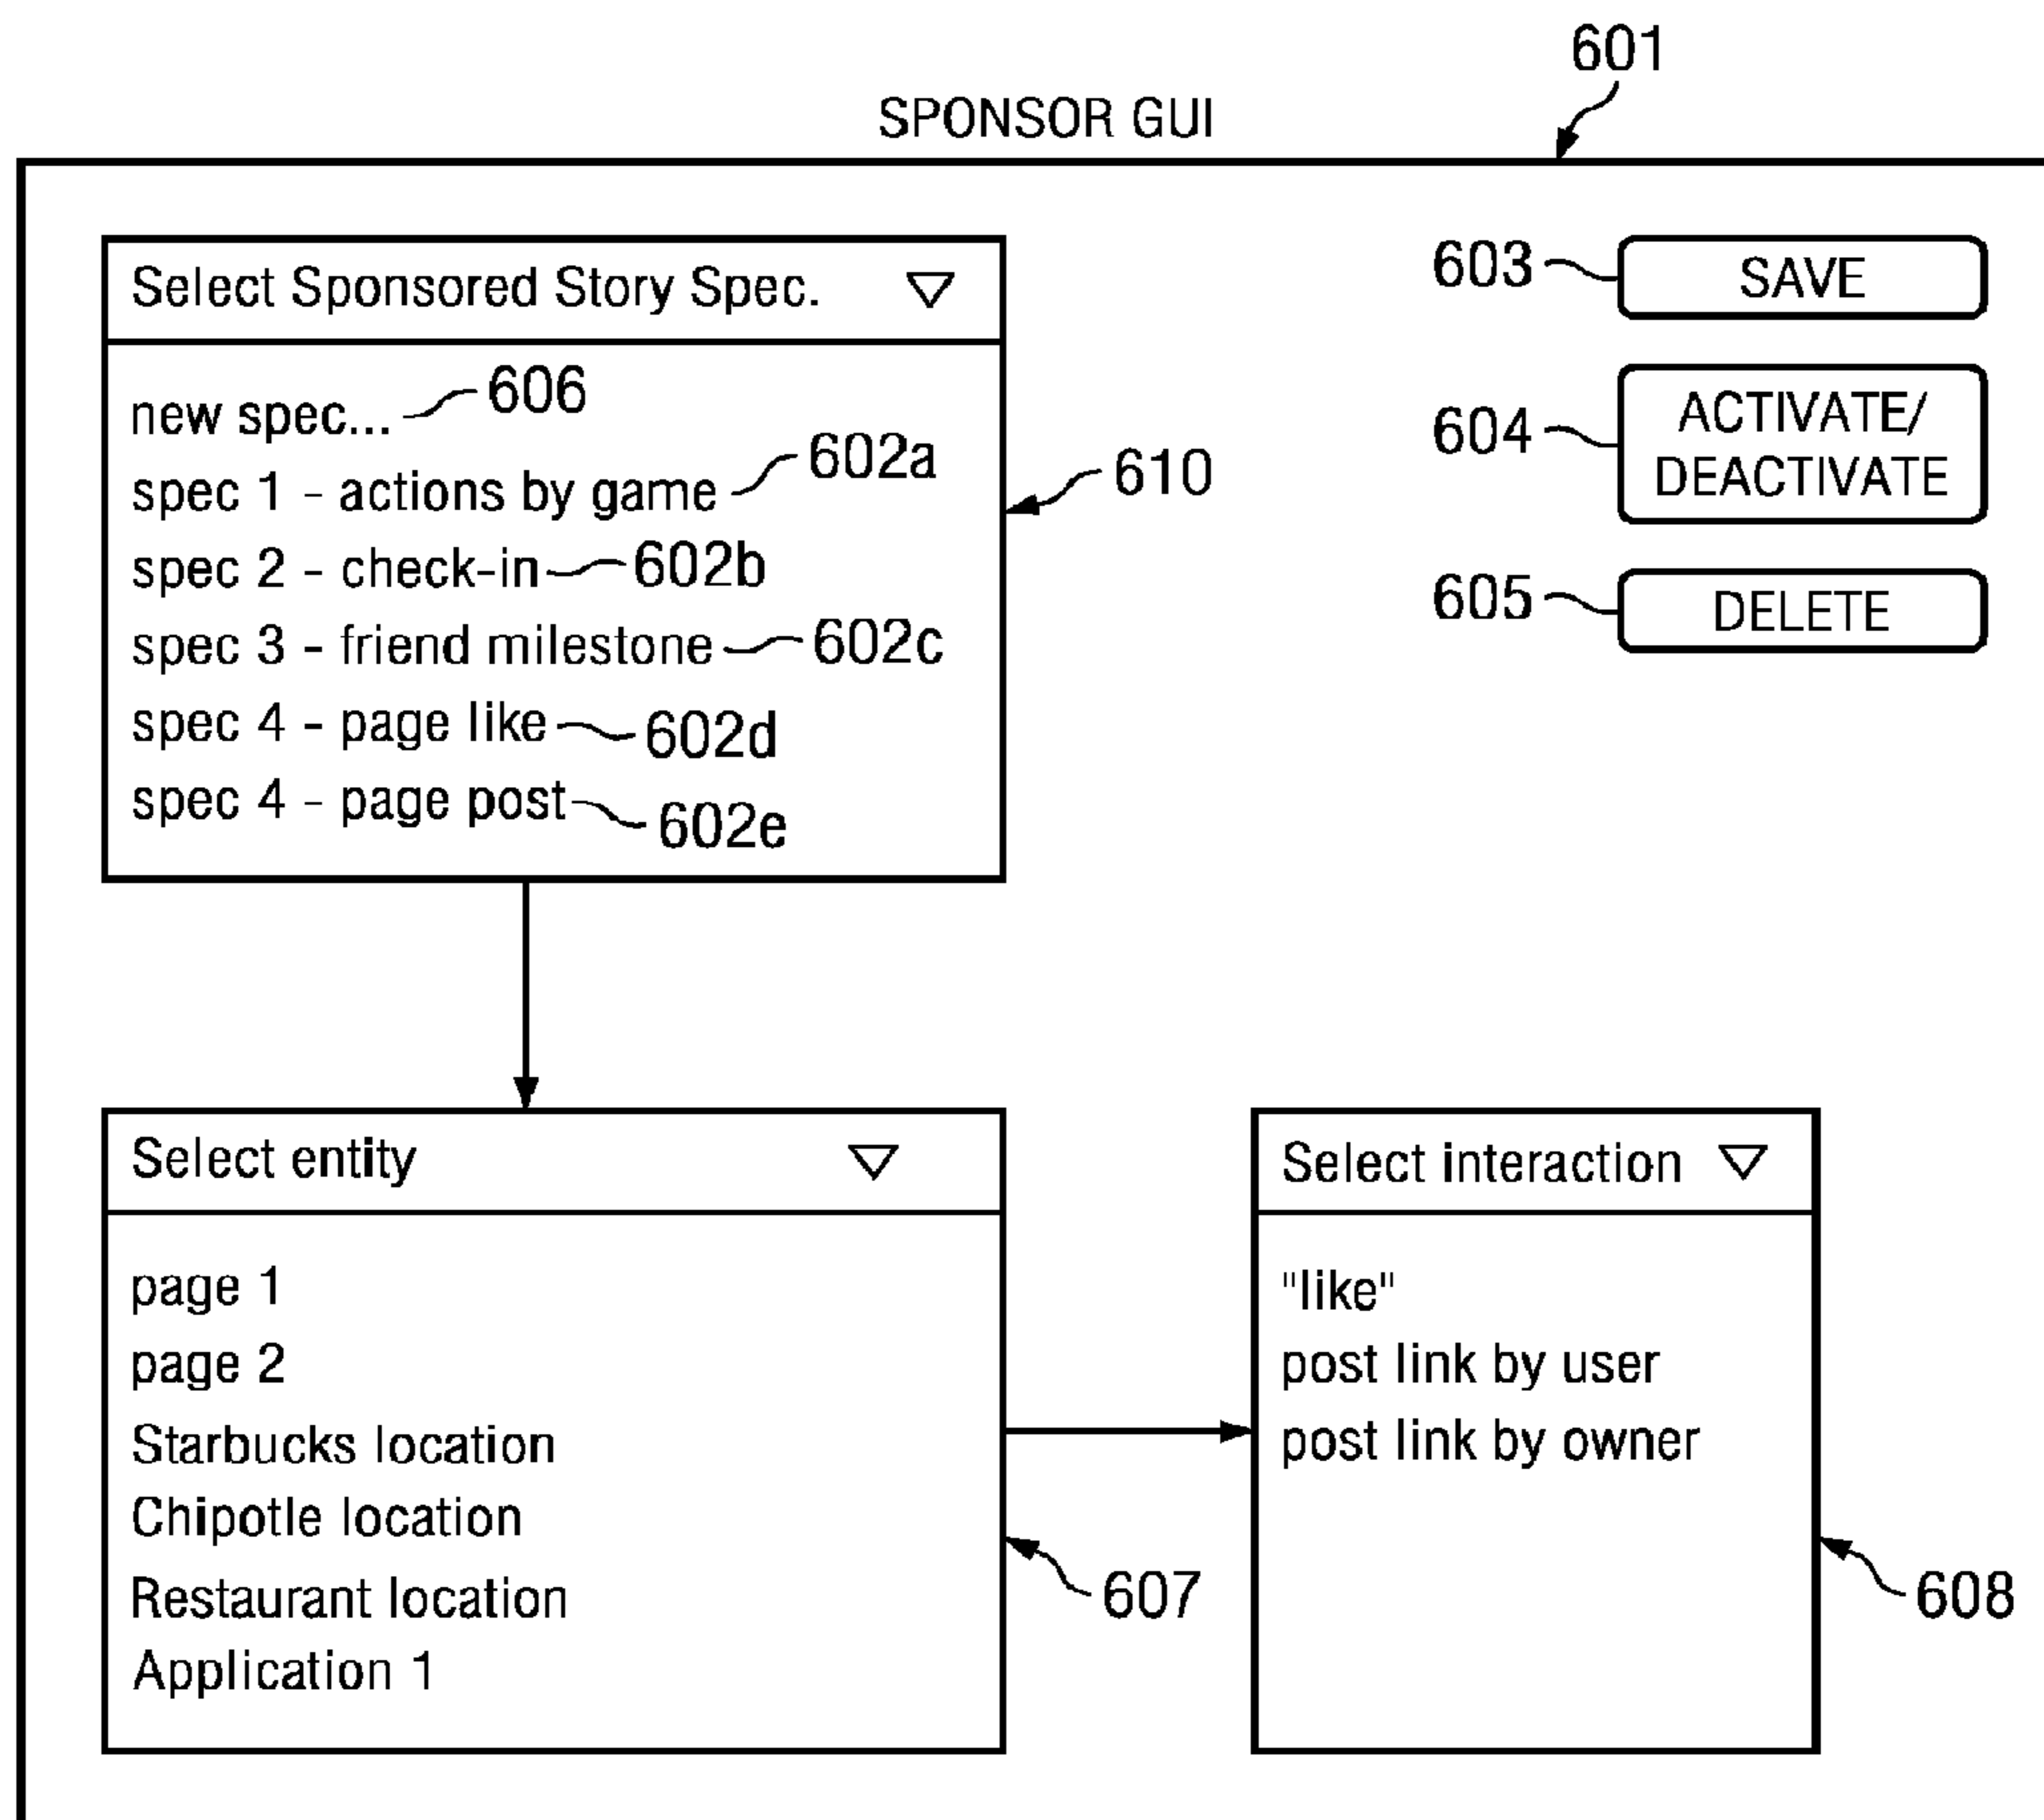 601
SPONSOR GUI
Select Sponsored Story Spec.
new spec... 606
spec 1 - actions by game 602a
spec 2 - check-in 602b
spec 3 - friend milestone 602c
spec 4 - page like 602d
spec 4 - page post 602e
610
603 SAVE
604 ACTIVATE/
DEACTIVATE
605 DELETE
Select entity
page 1
page 2
Starbucks location
Chipotle location
Restaurant location
Application 1
607
Select interaction
"like"
post link by user
post link by owner
608